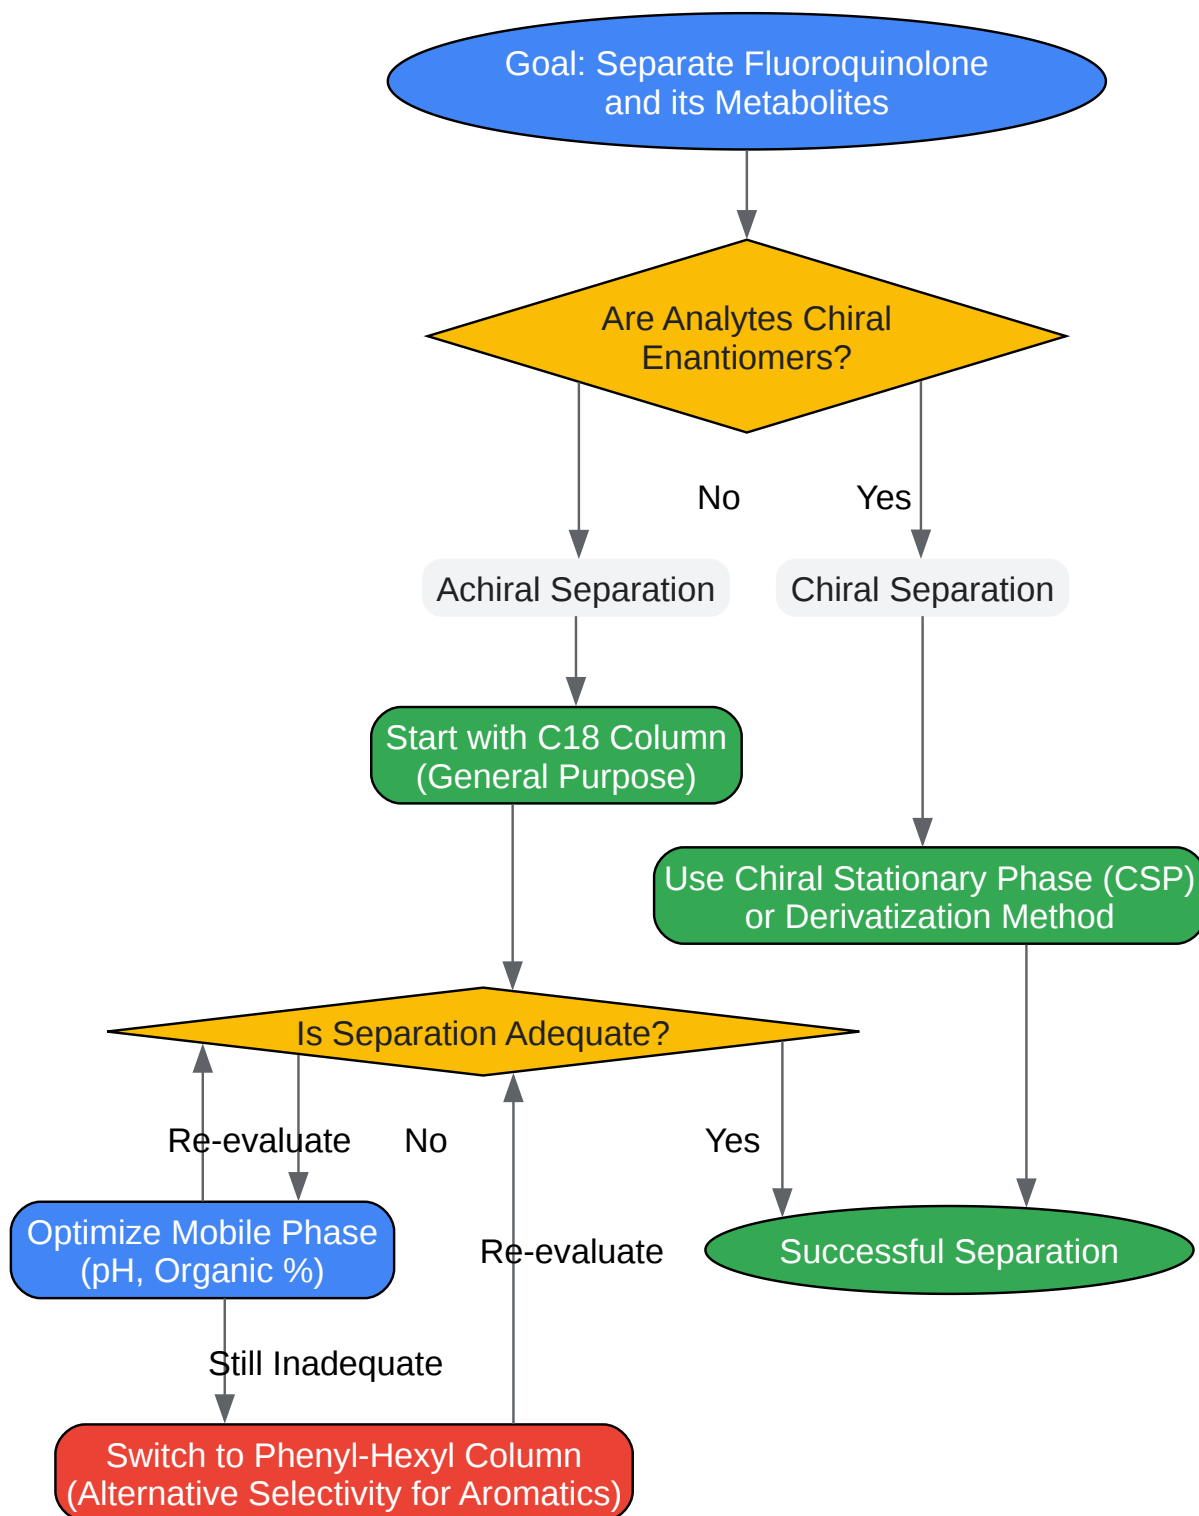 Goal: Separate Fluoroquinolone
and its Metabolites
Are Analytes Chiral
Enantiomers?
No
Yes
Achiral Separation
Chiral Separation
Start with C18 Column
(General Purpose)
Use Chiral Stationary Phase (CSP)
or Derivatization Method
Is Separation Adequate?
Re-evaluate
No
Yes
Optimize Mobile Phase
(pH, Organic %)
Re-evaluate
Successful Separation
Still Inadequate
Switch to Phenyl-Hexyl Column
(Alternative Selectivity for Aromatics)